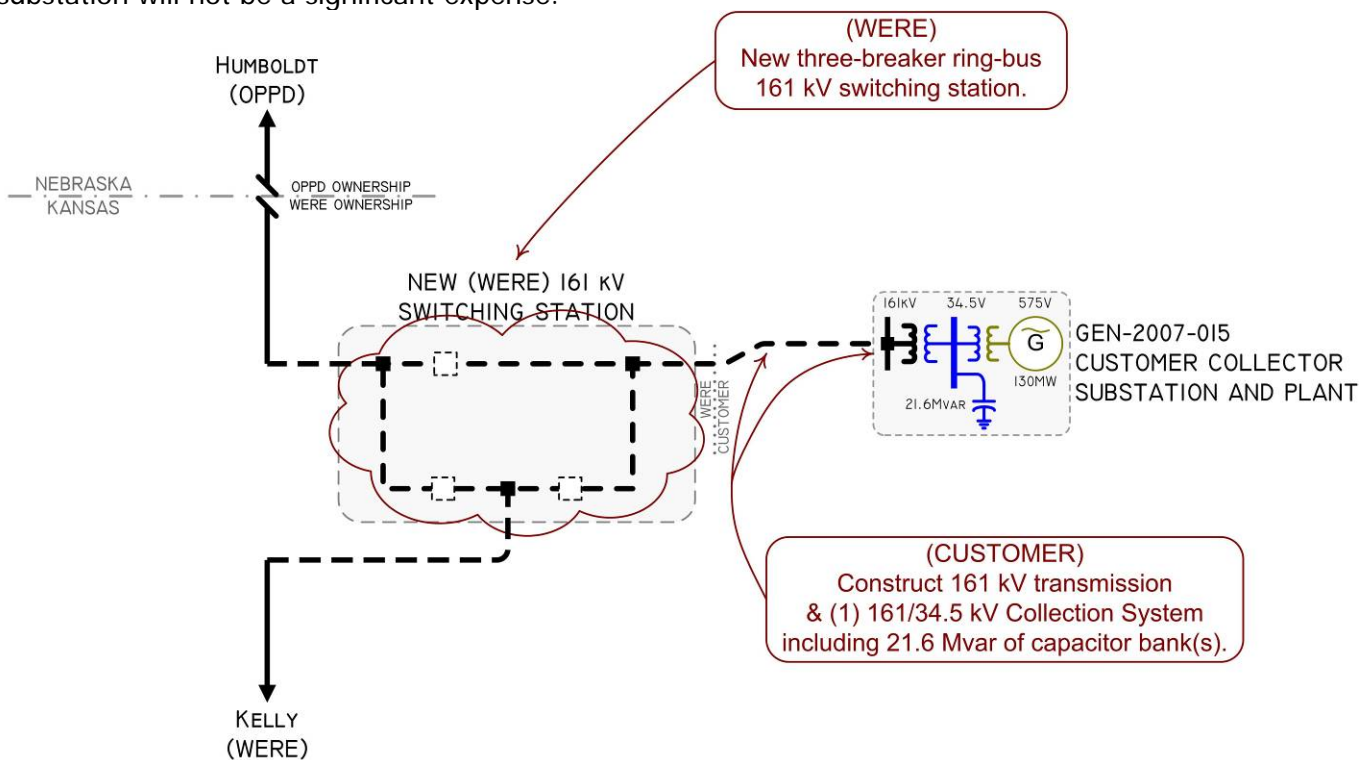 substation will not be a significant expense.
(WERE)
New three-breaker ring-bus
161 kV switching station.
HUMBOLDT
(OPPD)
NEBRASKA
KANSAS
OPPD OWNERSHIP
WERE OWNERSHIP
NEW (WERE) 161 KV
SWITCHING STATION
WERE
CUSTOMER
161KV 34.5V 575V
G
130MW
21.6MVAR
GEN-2007-015
CUSTOMER COLLECTOR
SUBSTATION AND PLANT
(CUSTOMER)
Construct 161 kV transmission
& (1) 161/34.5 kV Collection System
including 21.6 Mvar of capacitor bank(s).
KELLY
(WERE)